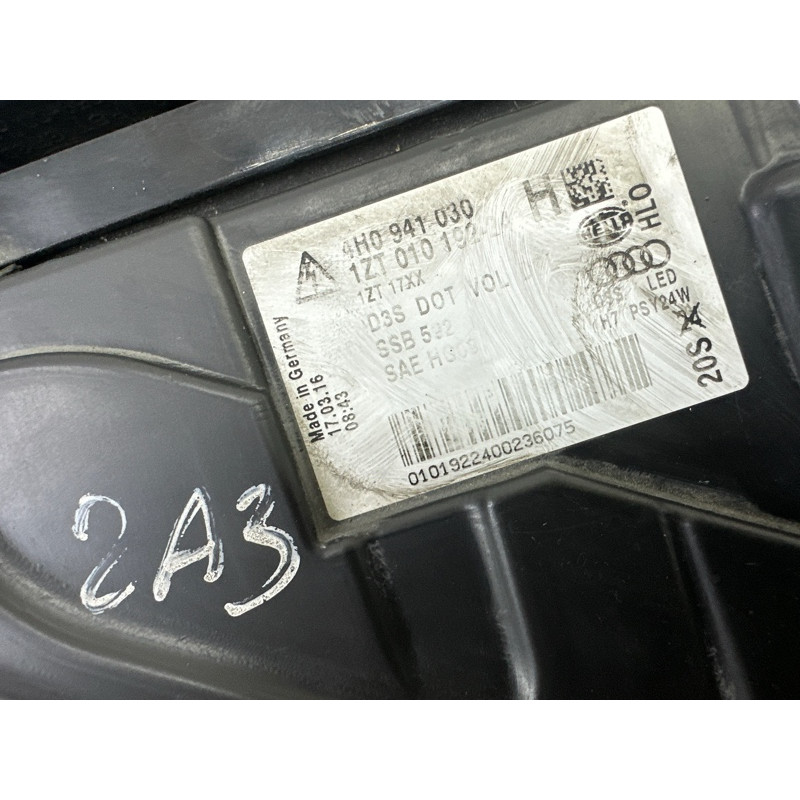 4H0 941 030
1ZT 010 192
H
HELLA
HLO
1ZT 17XX
D3S DOT VOL
LED
SSB 592
H7 PSY24W
SAE
20S
Made in Germany
17.03.16
08:43
0101922400236075
2A3